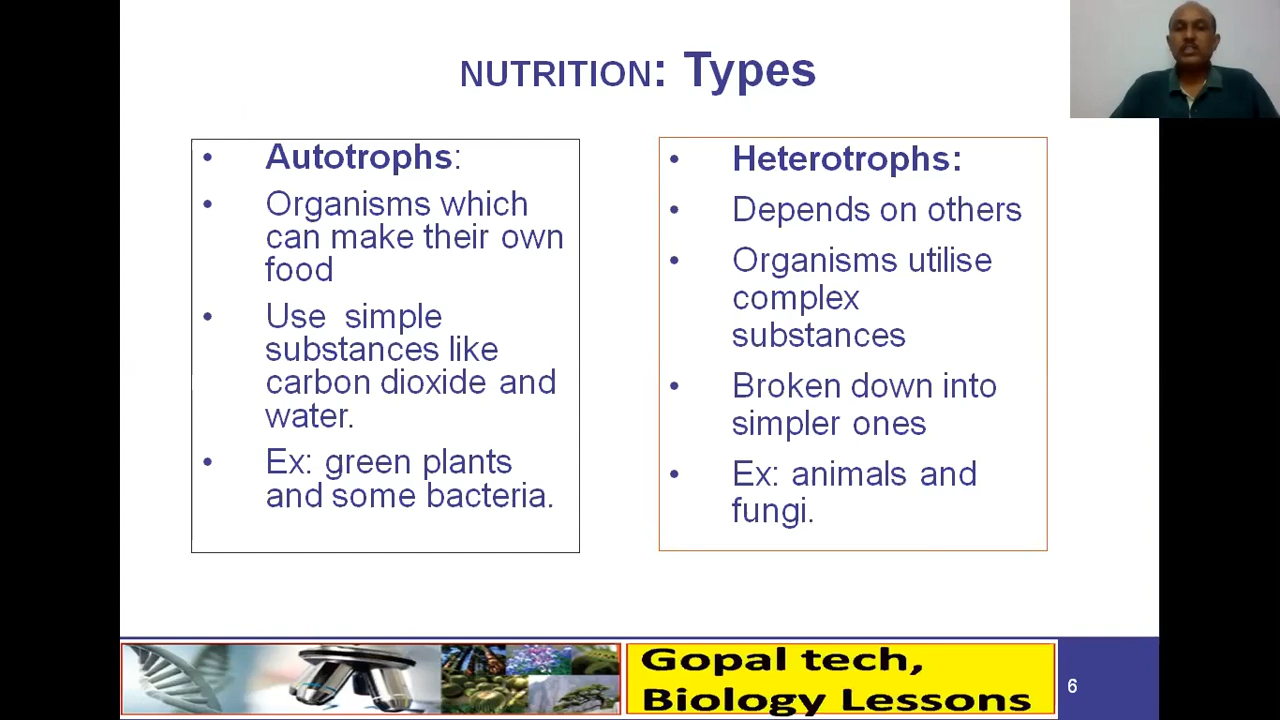 NUTRITION: Types
• Autotrophs:
• Organisms which
can make their own
food
• Use simple
substances like
carbon dioxide and
water.
• Ex: green plants
and some bacteria.
• Heterotrophs:
• Depends on others
• Organisms utilise
complex
substances
• Broken down into
simpler ones
• Ex: animals and
fungi.
Gopal tech,
Biology Lessons
6